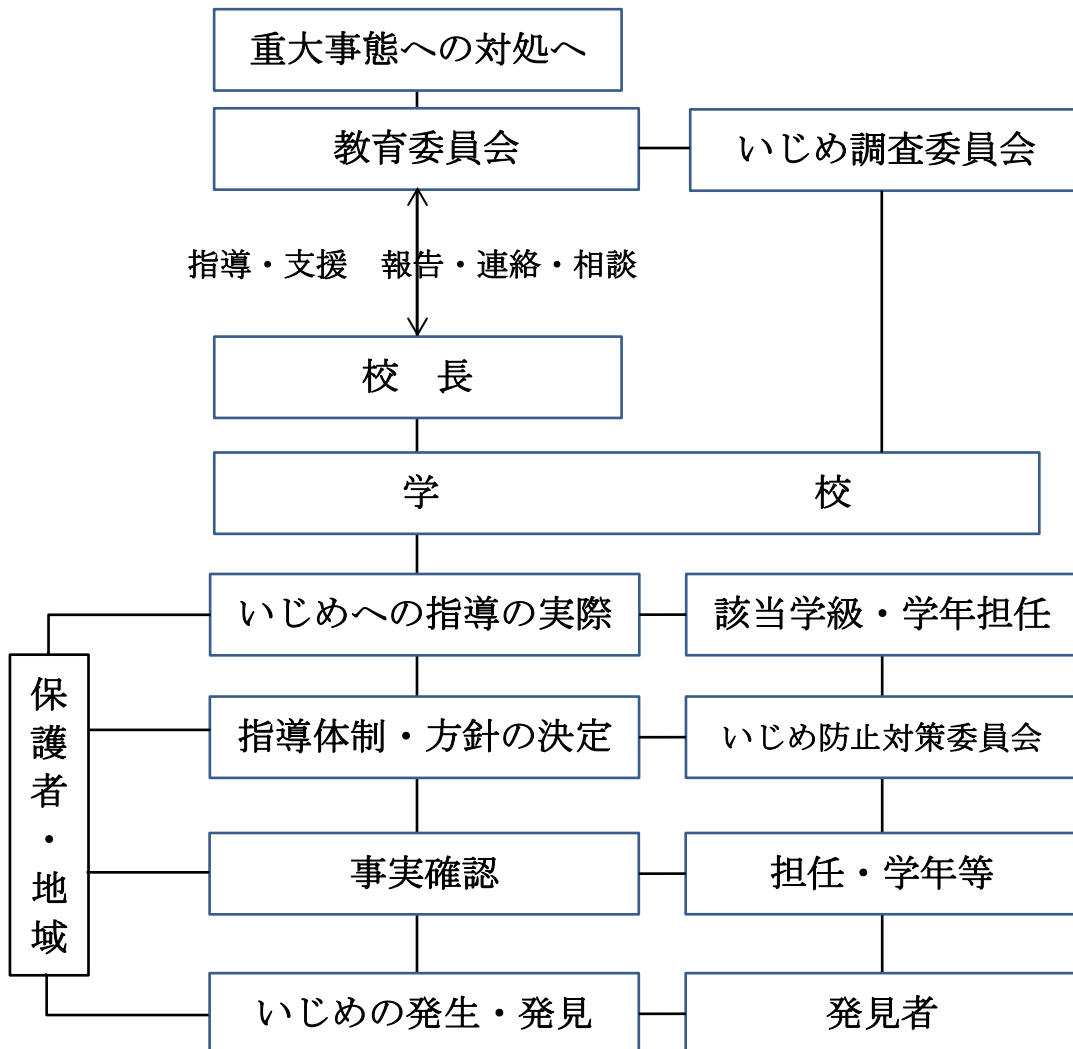 重大事態への対処へ
教育委員会
いじめ調査委員会
指導・支援　報告・連絡・相談
校　長
学　校
いじめへの指導の実際
該当学級・学年担任
保護者・地域
指導体制・方針の決定
いじめ防止対策委員会
事実確認
担任・学年等
いじめの発生・発見
発見者